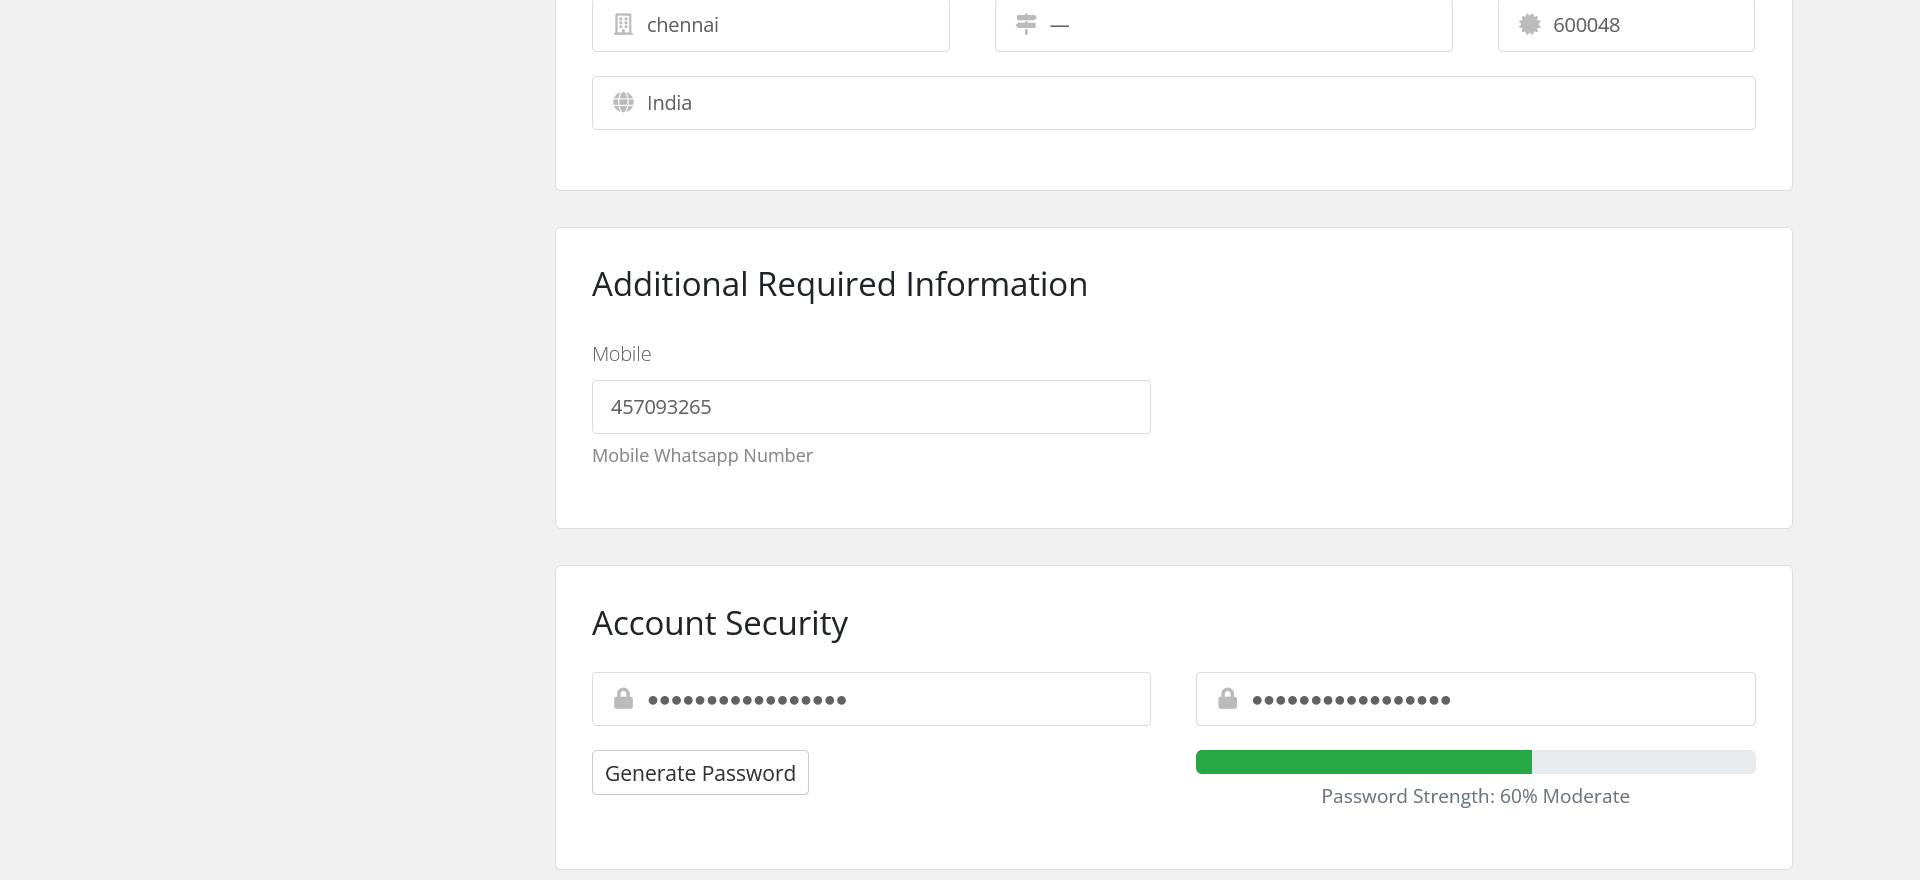 chennai
—
600048
India
Additional Required Information
Mobile
457093265
Mobile Whatsapp Number
Account Security
•••••••••••••••••
•••••••••••••••••
Generate Password
Password Strength: 60% Moderate